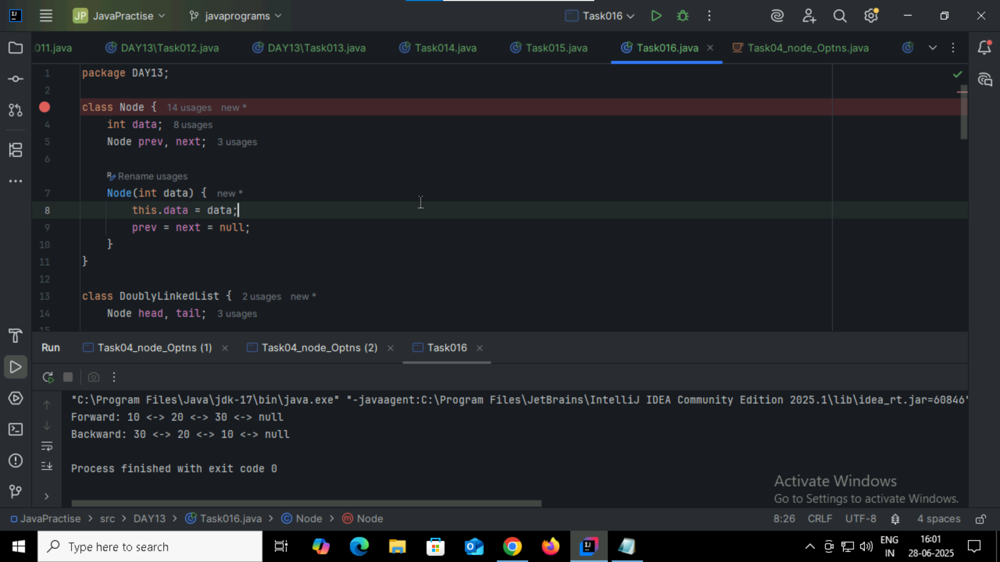 JP JavaPractise javaprograms Task016
011.java DAY13\Task012.java DAY13\Task013.java Task014.java Task015.java Task016.java Task04_node_Optns.java
1 package DAY13;
2
class Node { 14 usages new *
4 int data; 8 usages
5 Node prev, next; 3 usages
6
Rename usages
7 Node(int data) { new *
8 this.data = data;
9 prev = next = null;
10 }
11 }
12
13 class DoublyLinkedList { 2 usages new *
14 Node head, tail; 3 usages
15
Run Task04_node_Optns (1) Task04_node_Optns (2) Task016
"C:\Program Files\Java\jdk-17\bin\java.exe" "-javaagent:C:\Program Files\JetBrains\IntelliJ IDEA Community Edition 2025.1\lib\idea_rt.jar=60846"
Forward: 10 <-> 20 <-> 30 <-> null
Backward: 30 <-> 20 <-> 10 <-> null
Process finished with exit code 0
Activate Windows
Go to Settings to activate Windows.
JavaPractise > src > DAY13 > Task016.java > Node > Node 8:26 CRLF UTF-8 4 spaces
Type here to search
ENG
IN
16:01
28-06-2025